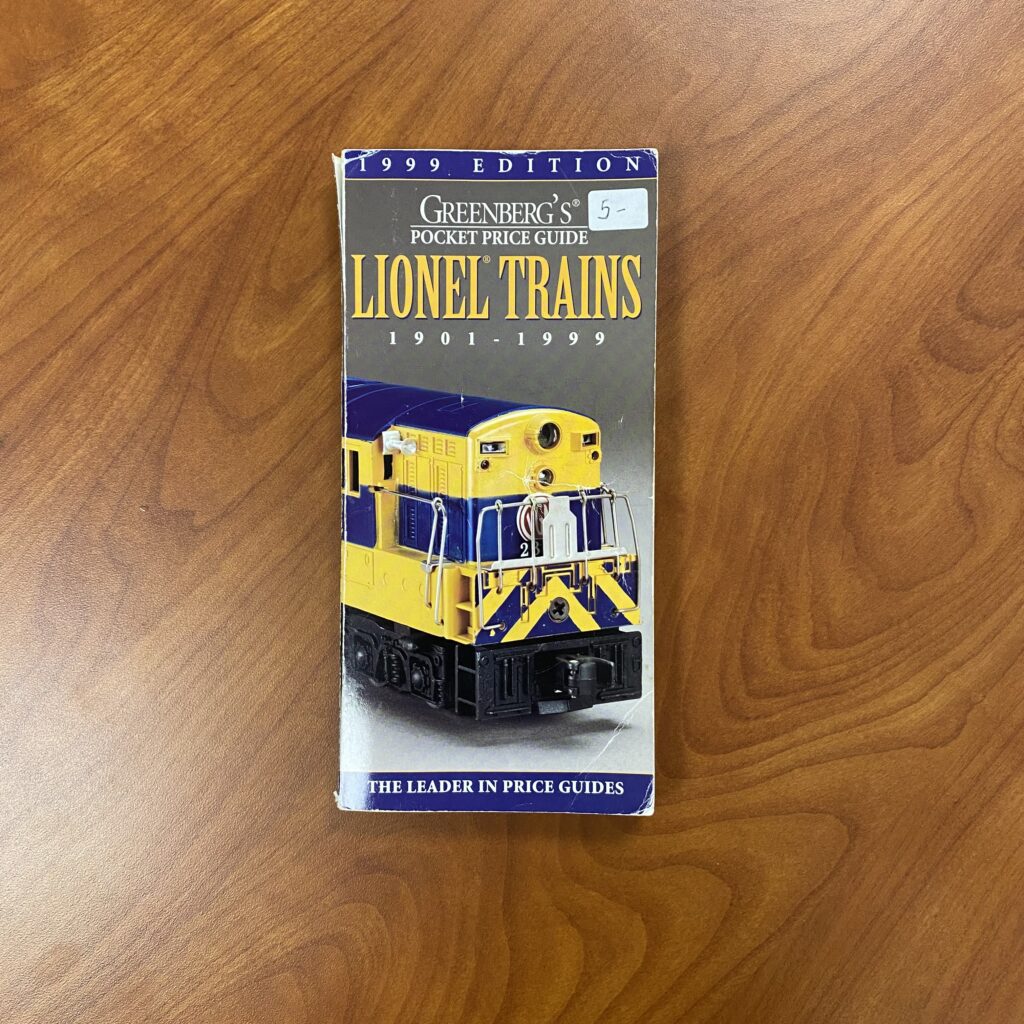 1999 EDITION
GREENBERG'S®
5-
POCKET PRICE GUIDE
LIONEL® TRAINS
1901-1999
THE LEADER IN PRICE GUIDES